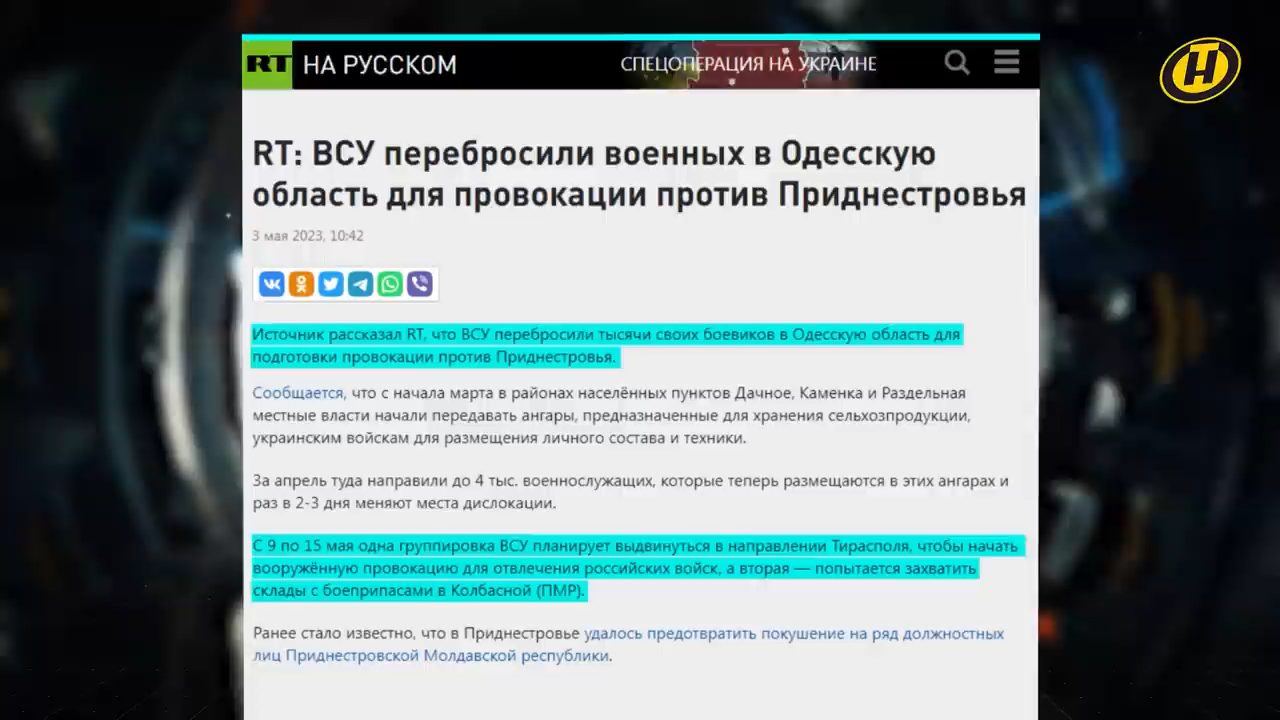 RT НА РУССКОМ
СПЕЦОПЕРАЦИЯ НА УКРАИНЕ
Н
RT: ВСУ перебросили военных в Одесскую
область для провокации против Приднестровья
3 мая 2023, 10:42
Источник рассказал RT, что ВСУ перебросили тысячи своих боевиков в Одесскую область для
подготовки провокации против Приднестровья.
Сообщается, что с начала марта в районах населённых пунктов Дачное, Каменка и Раздельная
местные власти начали передавать ангары, предназначенные для хранения сельхозпродукции,
украинским войскам для размещения личного состава и техники.
За апрель туда направили до 4 тыс. военнослужащих, которые теперь размещаются в этих ангарах и
раз в 2-3 дня меняют места дислокации.
С 9 по 15 мая одна группировка ВСУ планирует выдвинуться в направлении Тирасполя, чтобы начать
вооружённую провокацию для отвлечения российских войск, а вторая — попытается захватить
склады с боеприпасами в Колбасной (ПМР).
Ранее стало известно, что в Приднестровье удалось предотвратить покушение на ряд должностных
лиц Приднестровской Молдавской республики.